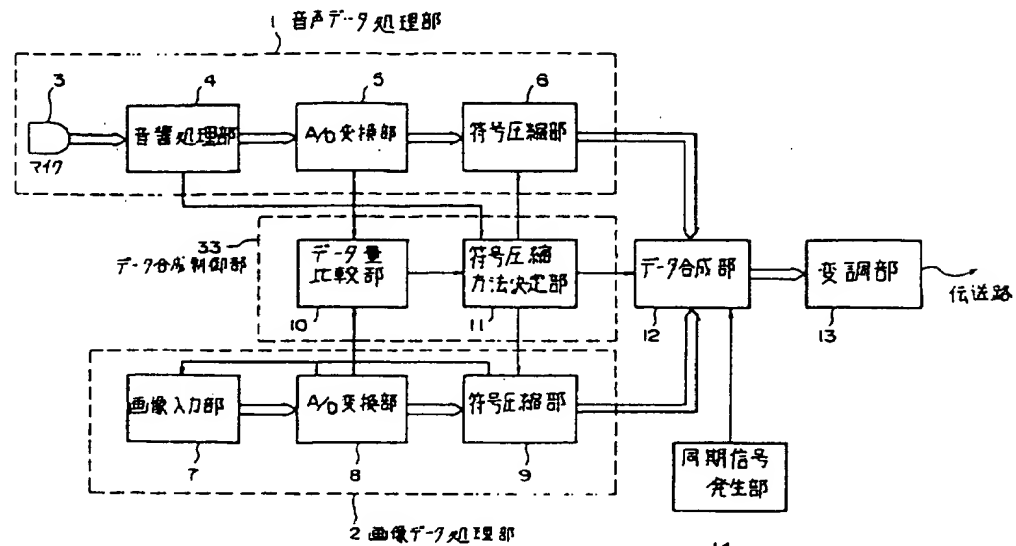 1 音声データ処理部
3
4
5
6
マイク
音響処理部
A/D変換部
符号圧縮部
33
データ合成制御部
データ量
比較部
10
符号圧縮
方法決定部
11
データ合成部
12
変調部
13
伝送路
画像入力部
7
A/D変換部
8
符号圧縮部
9
同期信号
発生部
2 画像データ処理部